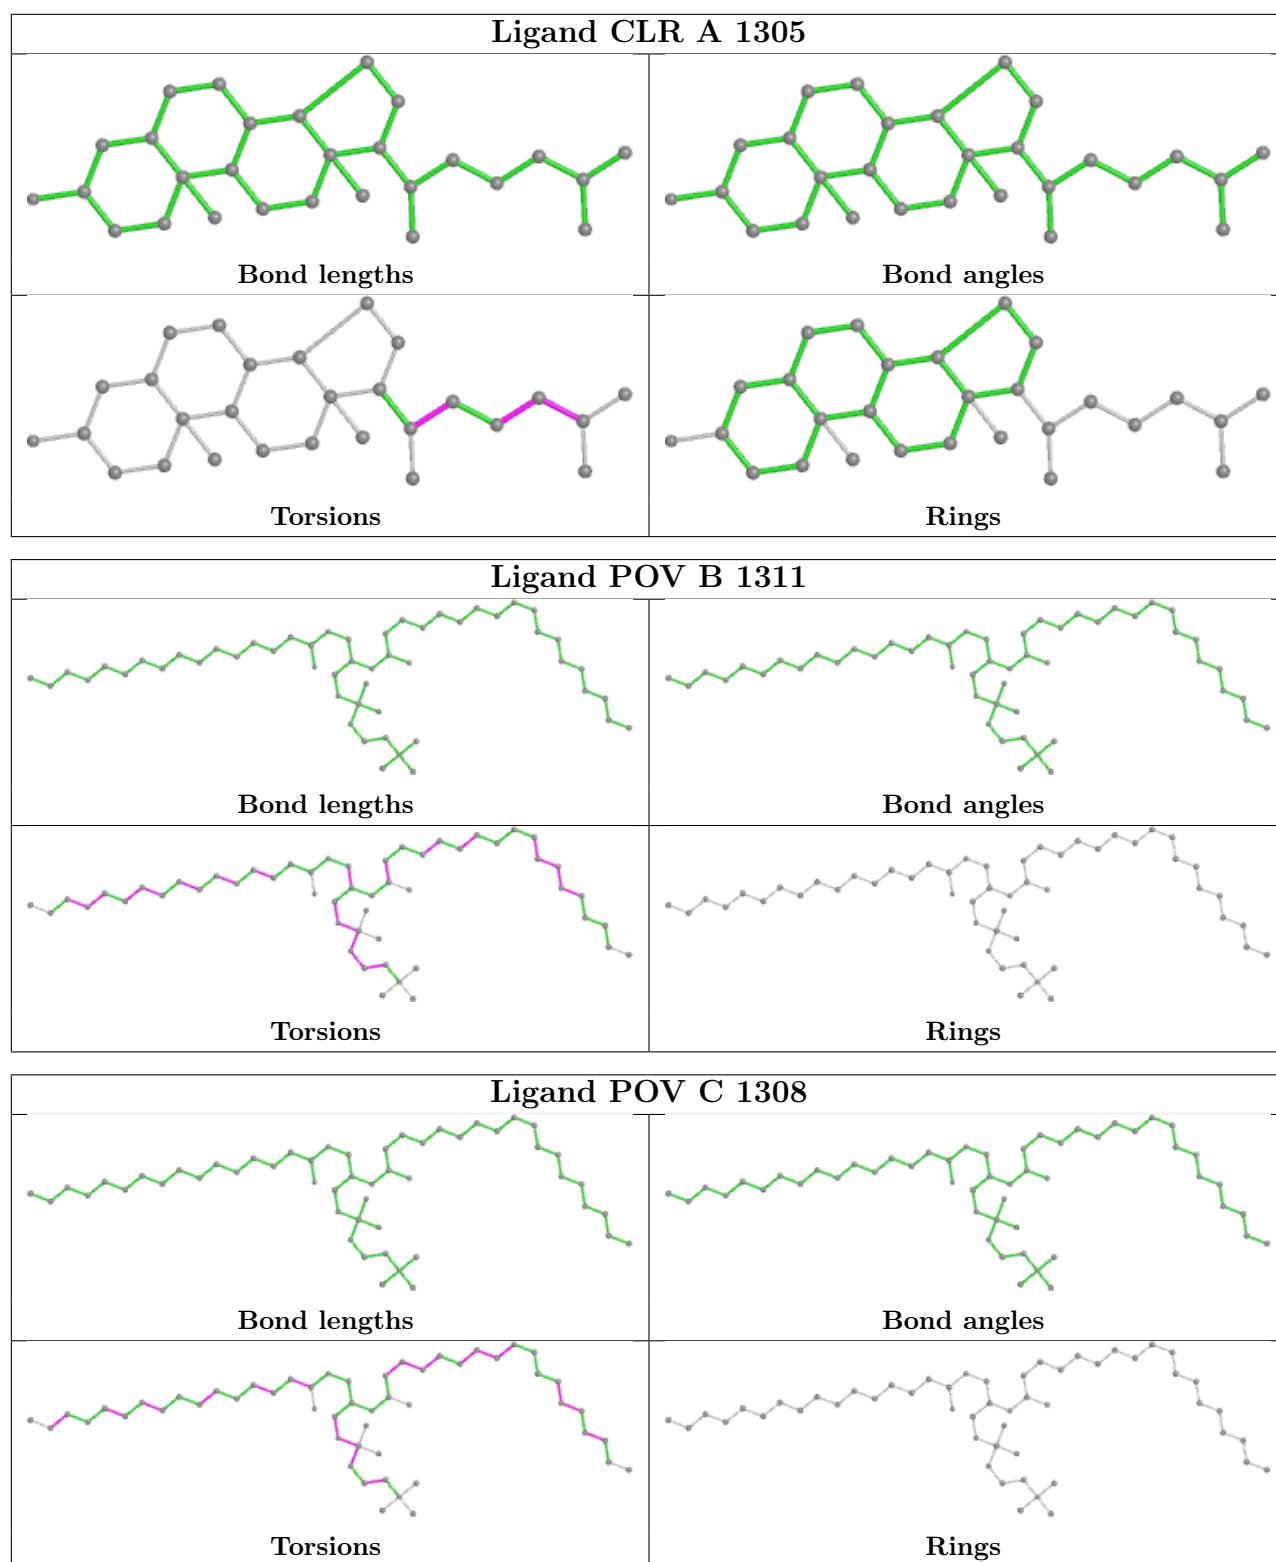 Ligand CLR A 1305
Bond lengths
Bond angles
Torsions
Rings
Ligand POV B 1311
Bond lengths
Bond angles
Torsions
Rings
Ligand POV C 1308
Bond lengths
Bond angles
Torsions
Rings